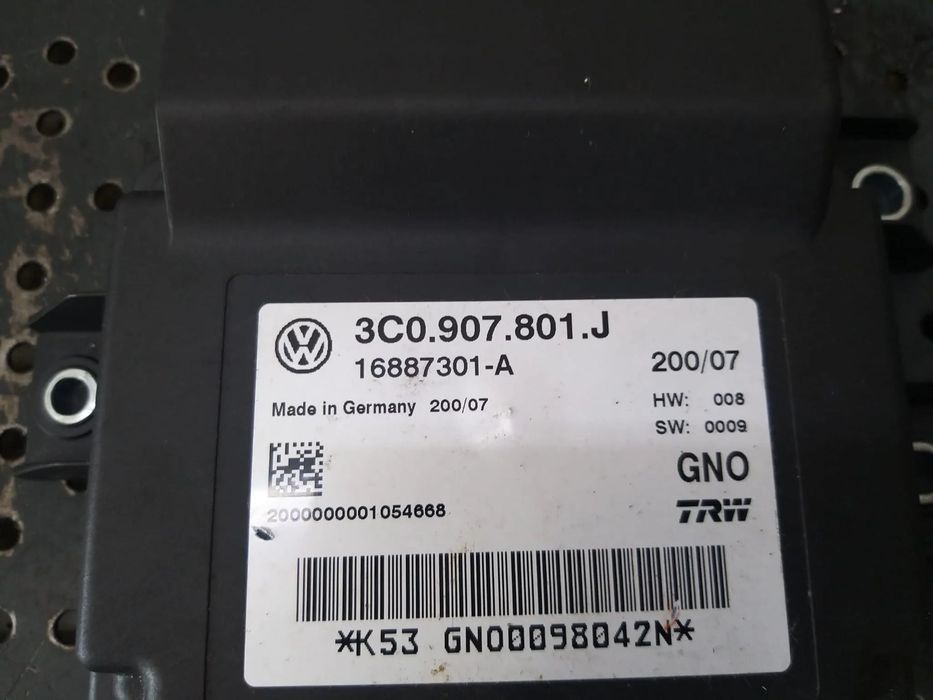 3C0.907.801.J
16887301-A
200/07
Made in Germany 200/07
HW: 008
SW: 0009
GNO
2000000001054668
TRW
*K53 GNO0098042N*